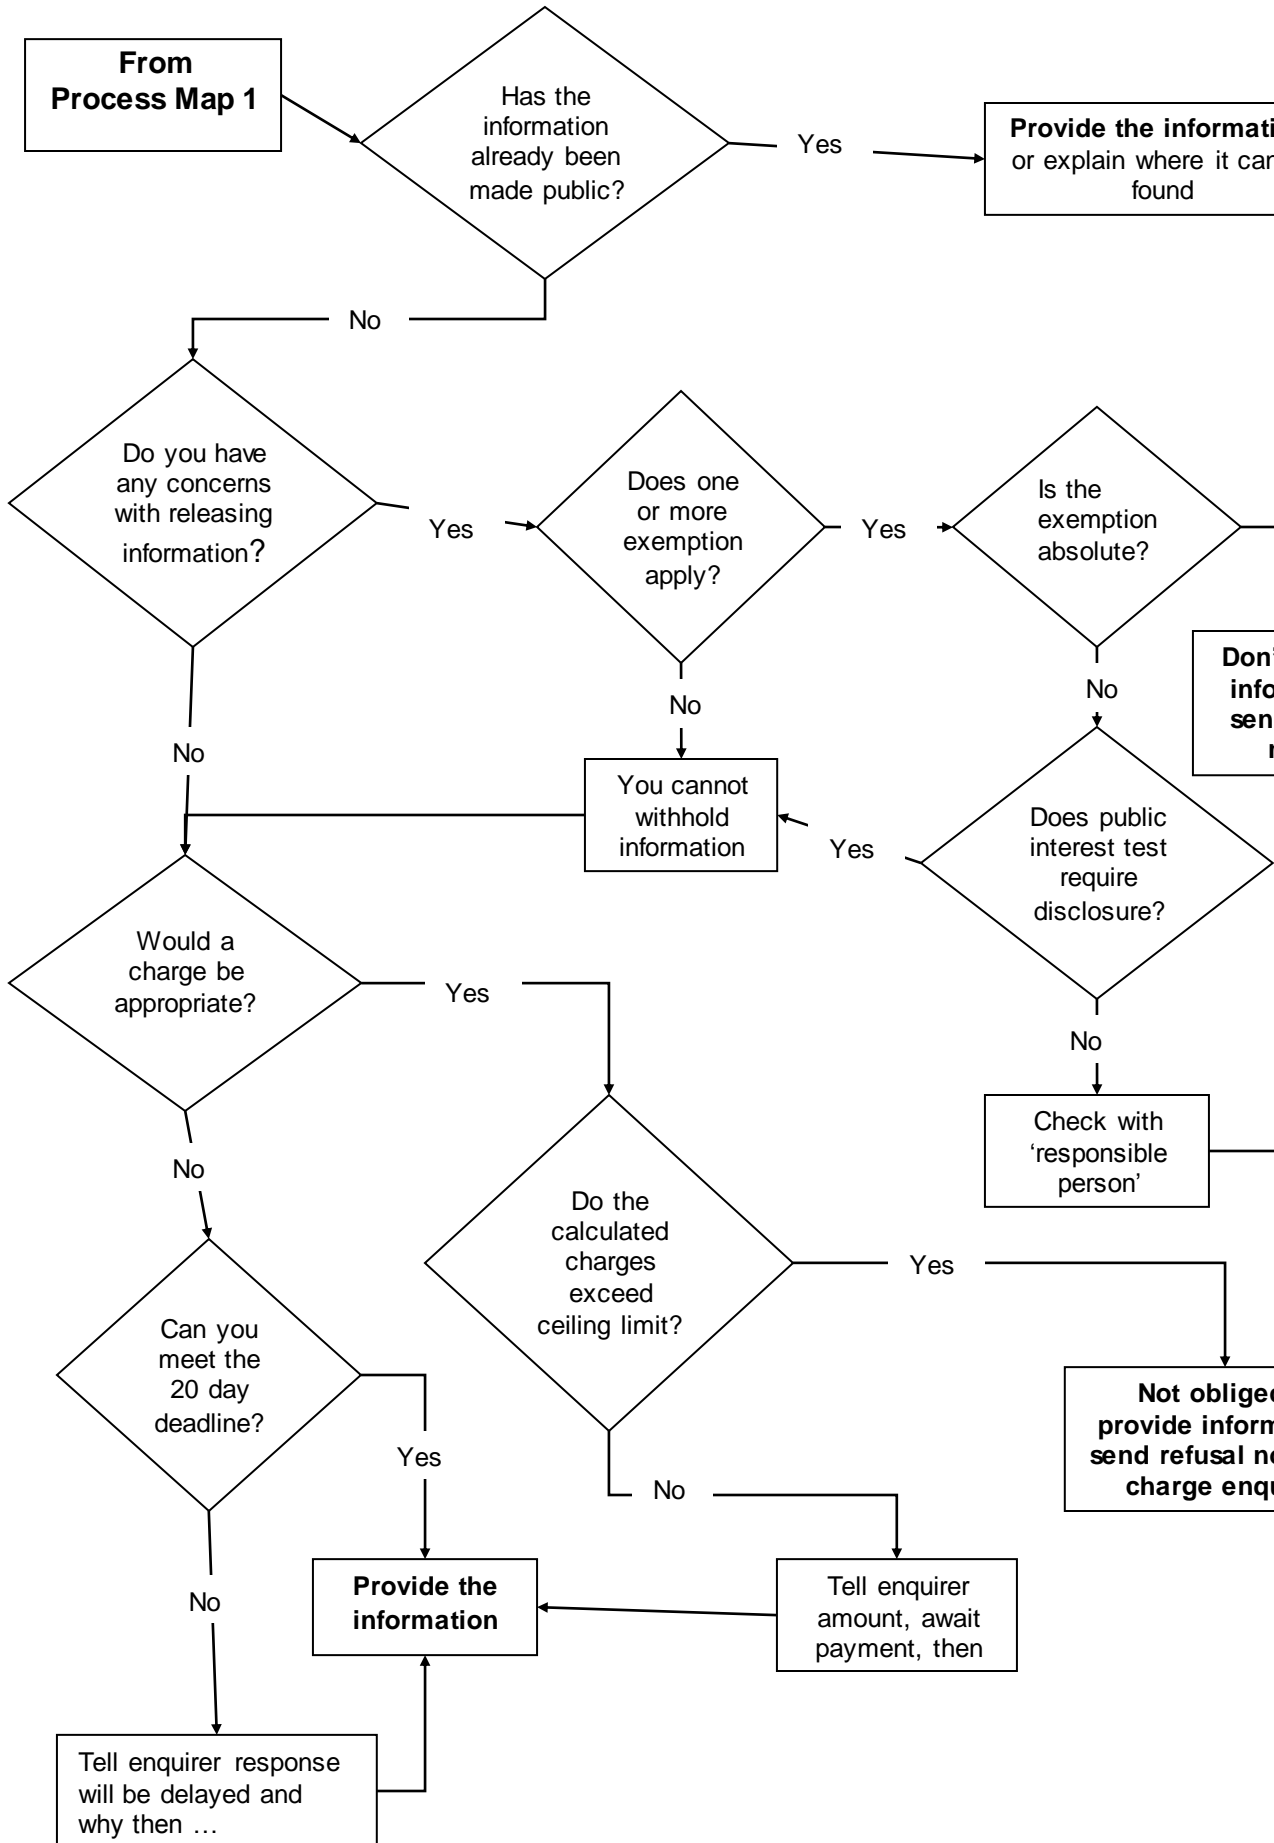 From
Process Map 1
Has the
information
already been
made public?
Yes
Provide the
or explain where it can
found
No
Do you have
any concerns
with releasing
information?
Yes
Does one
or more
exemption
apply?
Yes
Is the
exemption
absolute?
No
No
No
You cannot
withhold
information
Yes
Does public
interest test
require
disclosure?
Would a
charge be
appropriate?
Yes
No
Check with
‘responsible
person’
No
Do the
calculated
charges
exceed
ceiling limit?
Yes
Can you
meet the
20 day
deadline?
Yes
Not
provide
send refusal
charge
No
No
Provide the
information
Tell enquirer
amount, await
payment, then
Tell enquirer response
will be delayed and
why then …